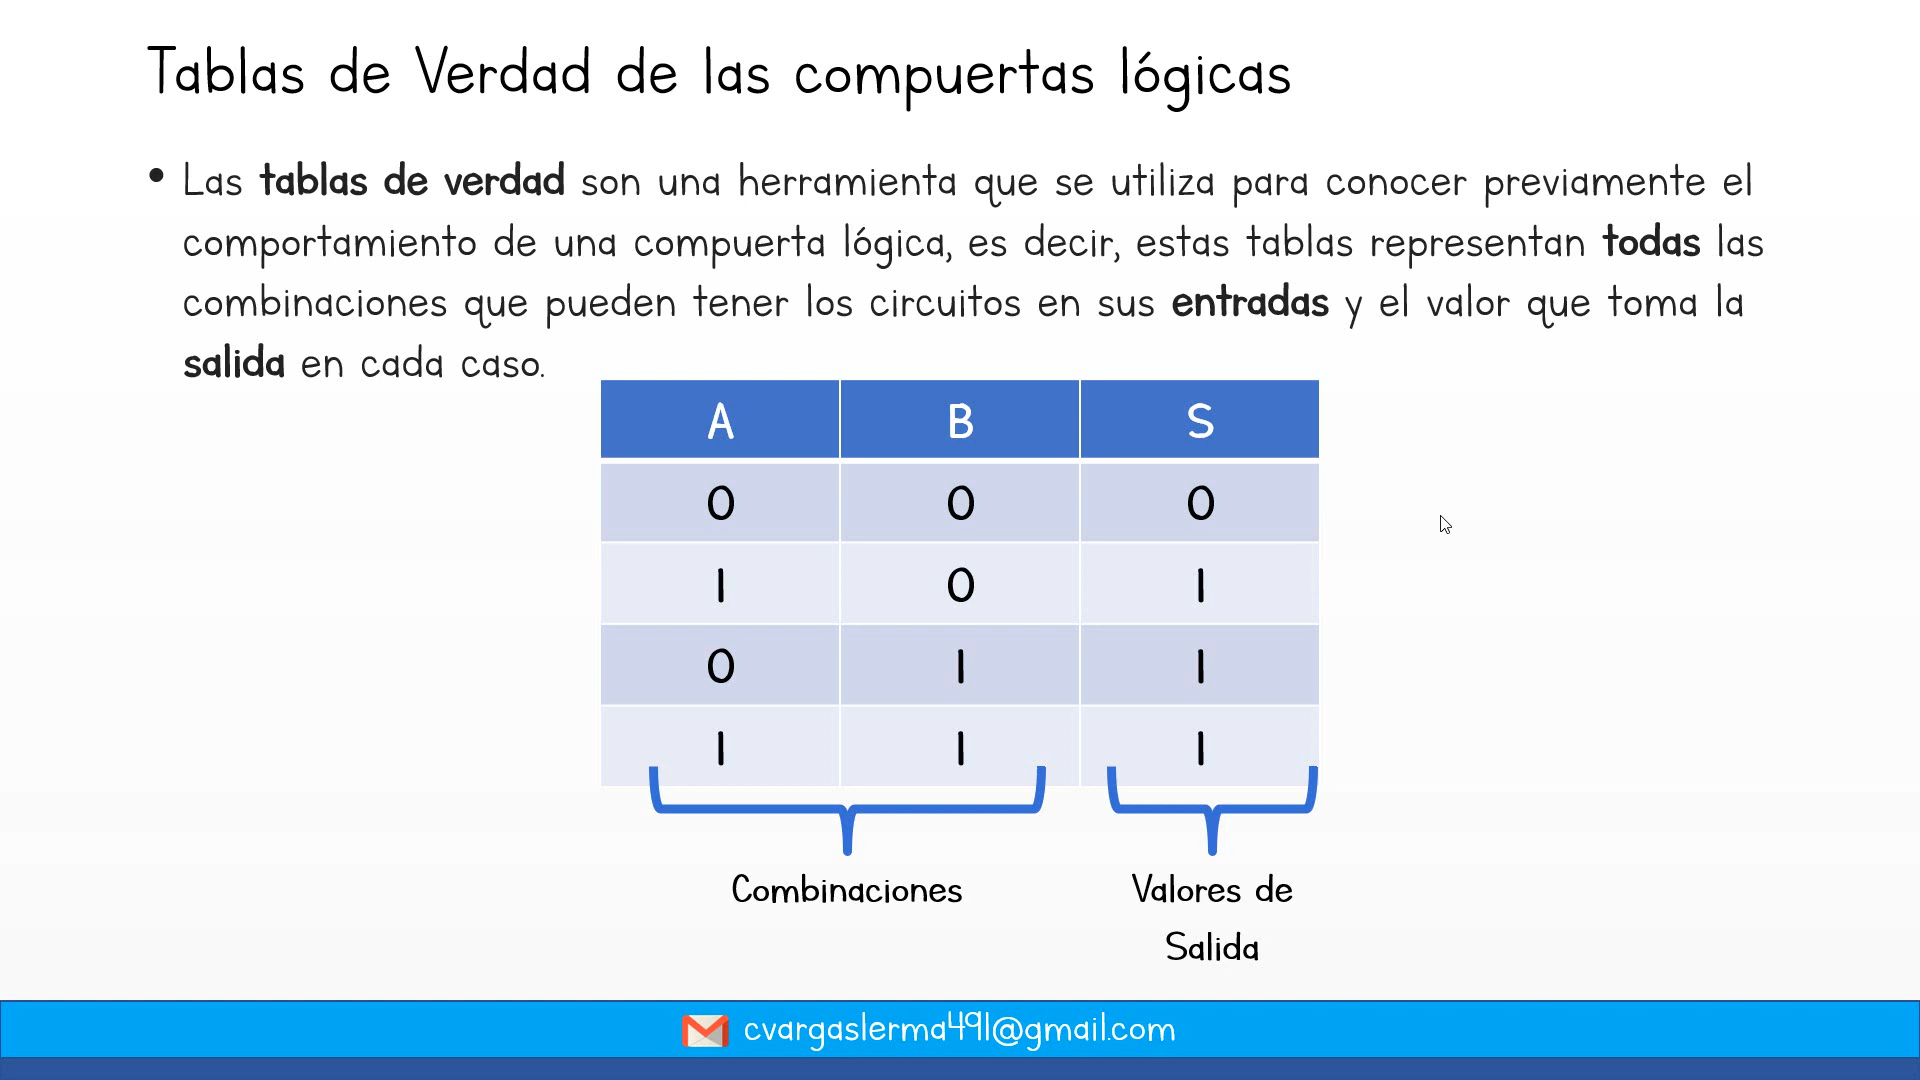 Tablas de Verdad de las compuertas lógicas
• Las tablas de verdad son una herramienta que se utiliza para conocer previamente el
comportamiento de una compuerta lógica, es decir, estas tablas representan todas las
combinaciones que pueden tener los circuitos en sus entradas y el valor que toma la
salida en cada caso.
A B S
0 0 0
1 0 1
0 1 1
1 1 1
Combinaciones
Valores de
Salida
cvargaslerma491@gmail.com